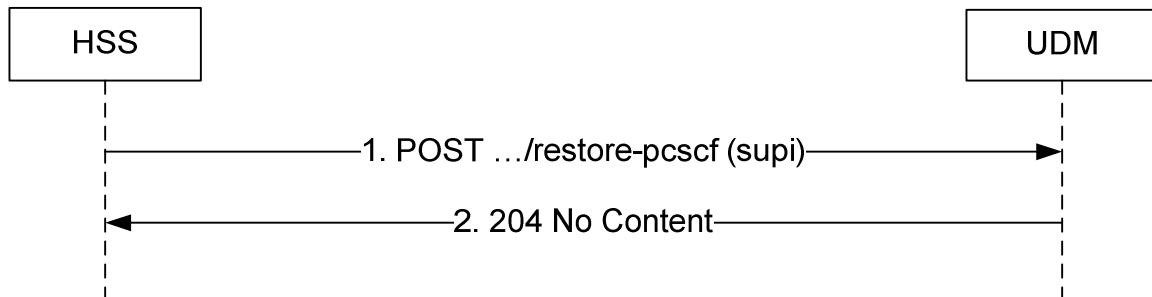 HSS
UDM
1. POST …/restore-pcscf (supi)
2. 204 No Content